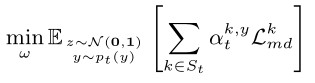 $\min_{\omega} \mathbb{E}_{\substack{z \sim \mathcal{N}(\mathbf{0}, \mathbf{1}) \\ y \sim p_t(y)}} \left[ \sum_{k \in S_t} \alpha_t^{k,y} \mathcal{L}_{md}^{k} \right]$